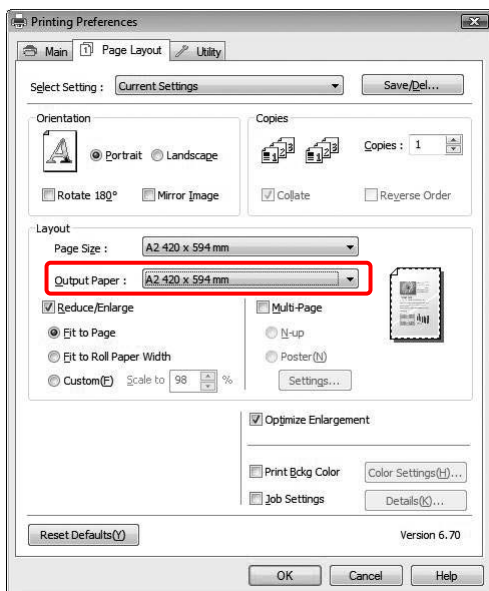 Printing Preferences
Main Page Layout Utility
Select Setting : Current Settings Save/Del...
Orientation
Portrait Landscape
Rotate 180° Mirror Image
Copies
Copies : 1
Collate Reverse Order
Layout
Page Size : A2 420 x 594 mm
Output Paper : A2 420 x 594 mm
Reduce/Enlarge
Fit to Page
Fit to Roll Paper Width
Custom(F) Scale to 98 %
Multi-Page
N-up
Poster(N)
Settings...
Optimize Enlargement
Print Bckg Color Color Settings(H)...
Job Settings Details(K)...
Reset Defaults(Y) Version 6.70
OK Cancel Help